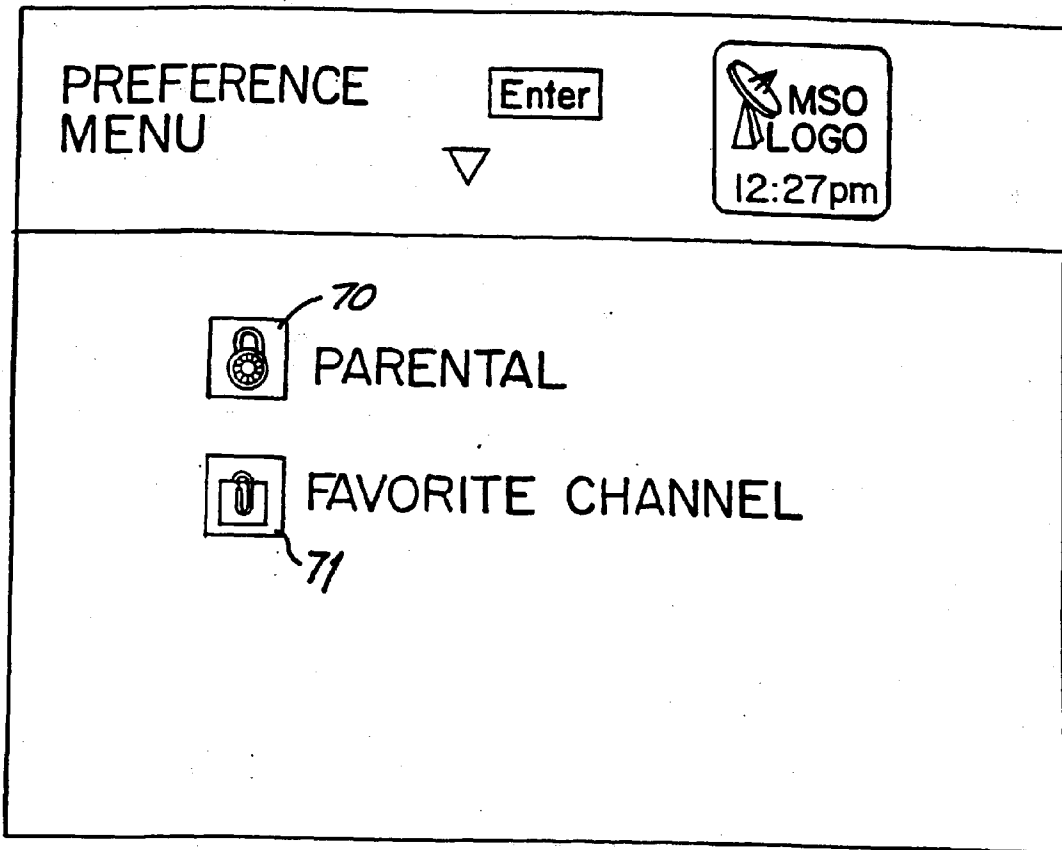 PREFERENCE
MENU
Enter
MSO
LOGO
12:27pm
70
PARENTAL
FAVORITE CHANNEL
71